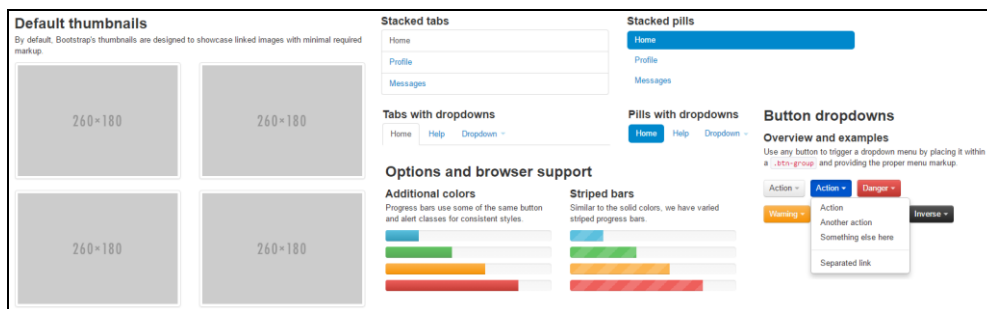 Default thumbnails
By default, Bootstrap's thumbnails are designed to showcase linked images with minimal required
markup.
260×180
260×180
260×180
260×180
Stacked tabs
Home
Profile
Messages
Stacked pills
Home
Profile
Messages
Tabs with dropdowns
Home Help Dropdown
Pills with dropdowns
Home Help Dropdown
Options and browser support
Additional colors
Progress bars use some of the same button
and alert classes for consistent styles.
Striped bars
Similar to the solid colors, we have varied
striped progress bars.
Button dropdowns
Overview and examples
Use any button to trigger a dropdown menu by placing it within
a .btn-group and providing the proper menu markup.
Action Action Danger
Warning Inverse
Action
Another action
Something else here
Separated link